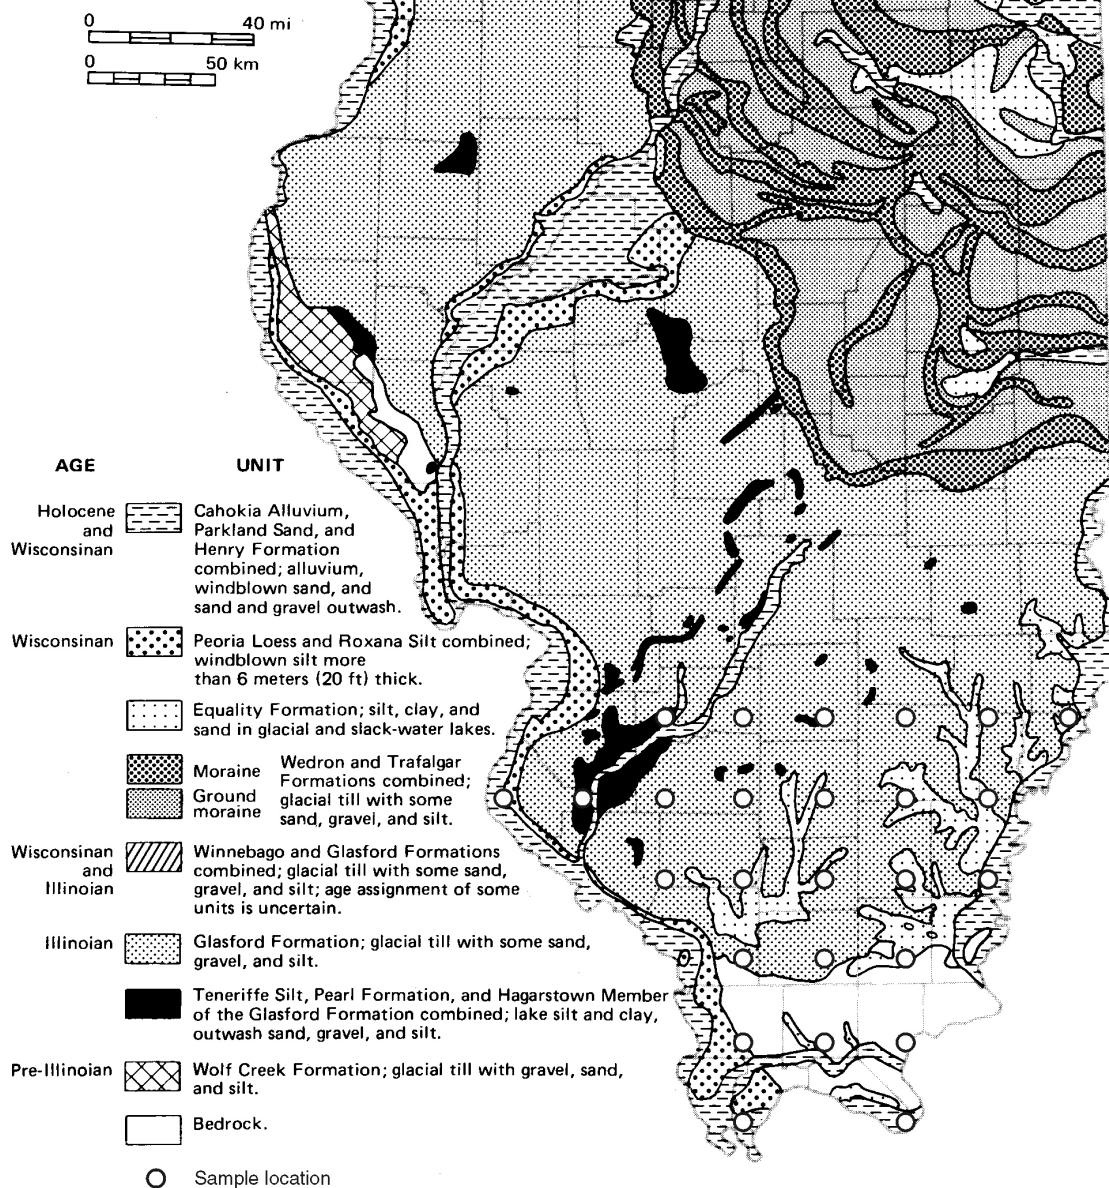 0 40 mi
0 50 km
AGE UNIT
Holocene
and
Wisconsinan
Cahokia Alluvium,
Parkland Sand, and
Henry Formation
combined; alluvium,
windblown sand, and
sand and gravel outwash.
Wisconsinan
Peoria Loess and Roxana Silt combined;
windblown silt more
than 6 meters (20 ft) thick.
Equality Formation; silt, clay, and
sand in glacial and slack-water lakes.
Moraine
Ground
moraine
Wedron and Trafalgar
Formations combined;
glacial till with some
sand, gravel, and silt.
Wisconsinan
and
Illinoian
Winnebago and Glasford Formations
combined; glacial till with some sand,
gravel, and silt; age assignment of some
units is uncertain.
Illinoian
Glasford Formation; glacial till with some sand,
gravel, and silt.
Teneriffe Silt, Pearl Formation, and Hagarstown Member
of the Glasford Formation combined; lake silt and clay,
outwash sand, gravel, and silt.
Pre-Illinoian
Wolf Creek Formation; glacial till with gravel, sand,
and silt.
Bedrock.
Sample location